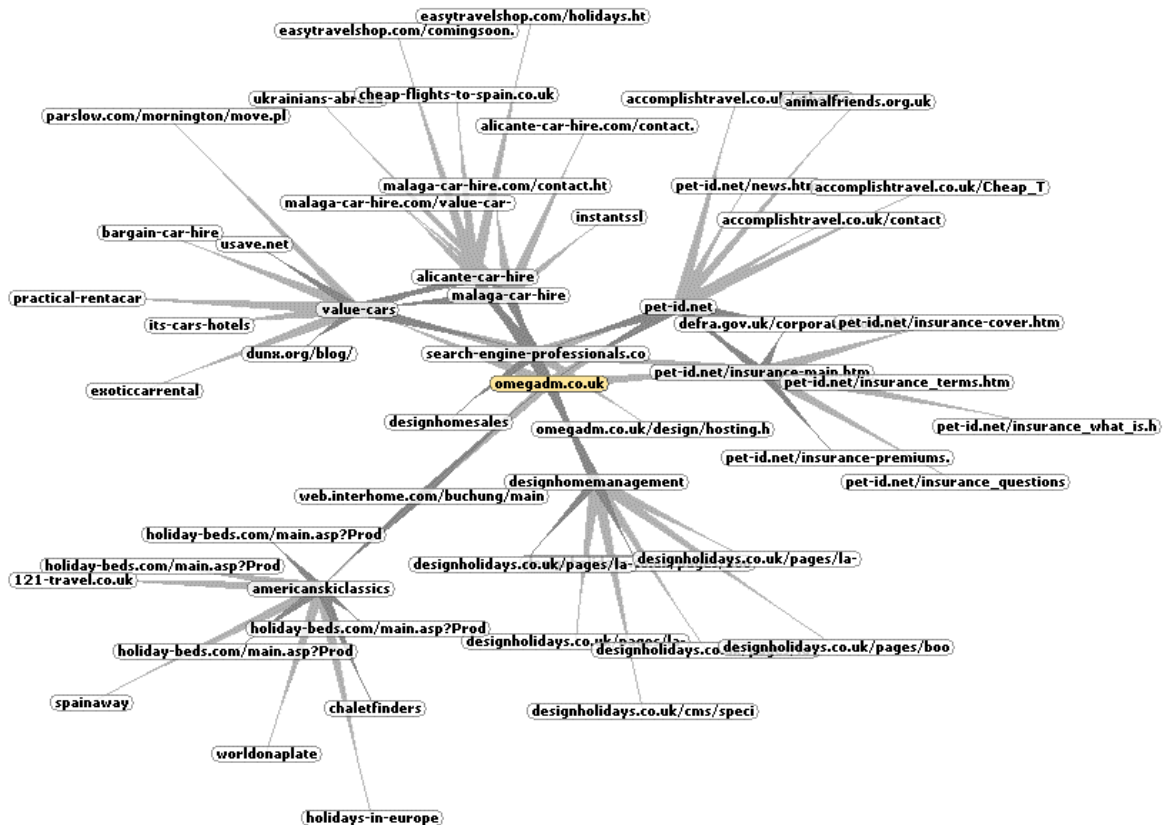 easytravelshop.com/holidays.ht
easytravelshop.com/comingsoon.
cheap-flights-to-spain.co.uk
ukrainians-abro
accomplishtravel.co.u
animalfriends.org.uk
parslow.com/mornington/move.pl
alicante-car-hire.com/contact.
malaga-car-hire.com/contact.ht
pet-id.net/news.htm
accomplishtravel.co.uk/Cheap_T
malaga-car-hire.com/value-car-
instantssl
accomplishtravel.co.uk/contact
bargain-car-hire
usave.net
alicante-car-hire
malaga-car-hire
practical-rentacar
value-cars
pet-id.net
its-cars-hotels
defra.gov.uk/corporat
pet-id.net/insurance-cover.htm
dunx.org/blog/
search-engine-professionals.co
pet-id.net/insurance-main.htm
omegadm.co.uk
pet-id.net/insurance_terms.htm
exoticcarrental
designhomesales
omegadm.co.uk/design/hosting.h
pet-id.net/insurance_what_is.h
pet-id.net/insurance-premiums.
designhomemanagement
pet-id.net/insurance_questions
web.interhome.com/buchung/main
holiday-beds.com/main.asp?Prod
designholidays.co.uk/pages/la-
designholidays.co.uk/pages/la-
holiday-beds.com/main.asp?Prod
121-travel.co.uk
americanskiclassics
holiday-beds.com/main.asp?Prod
designholidays.co.uk/pages/la-
holiday-beds.com/main.asp?Prod
designholidays.co
designholidays.co.uk/pages/boo
spainaway
chaletfinders
designholidays.co.uk/cms/speci
worldonaplate
holidays-in-europe